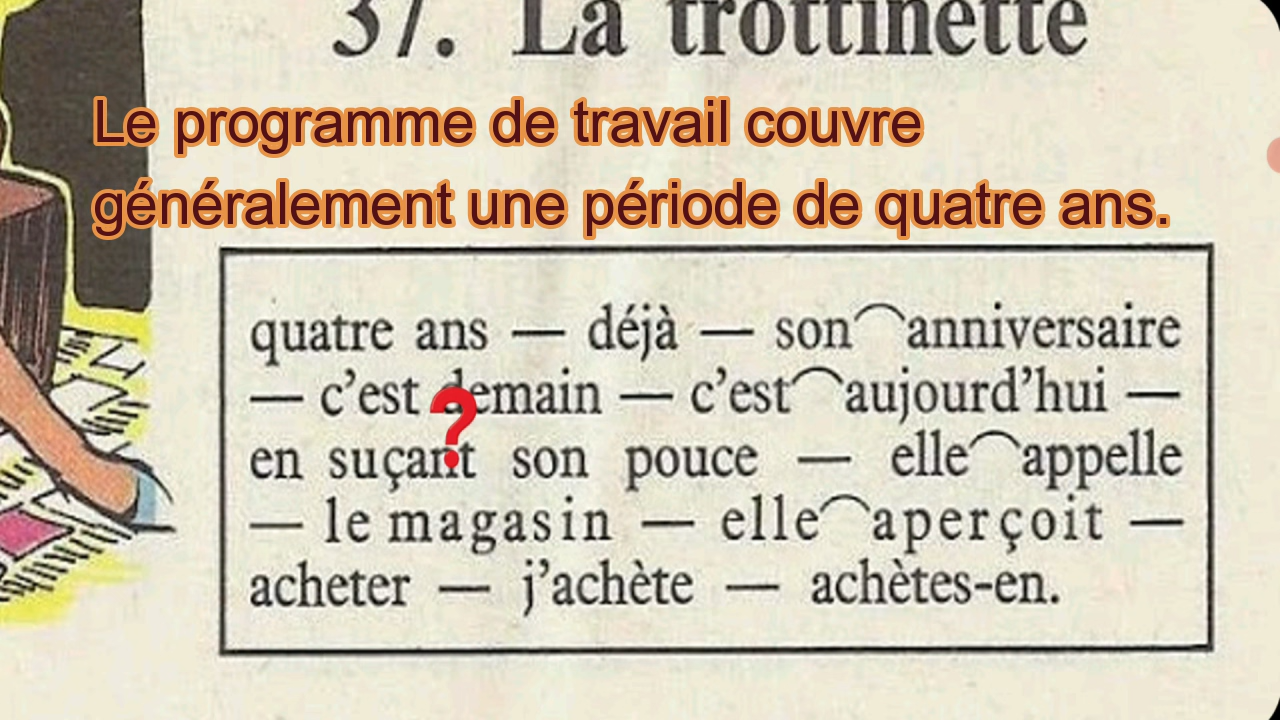 37. La trottinette
Le programme de travail couvre
généralement une période de quatre ans.
quatre ans — déjà — son‿anniversaire
— c'est demain — c'est‿aujourd'hui —
en suçant son pouce — elle‿appelle
— le magasin — elle‿aperçoit —
acheter — j'achète — achètes-en.